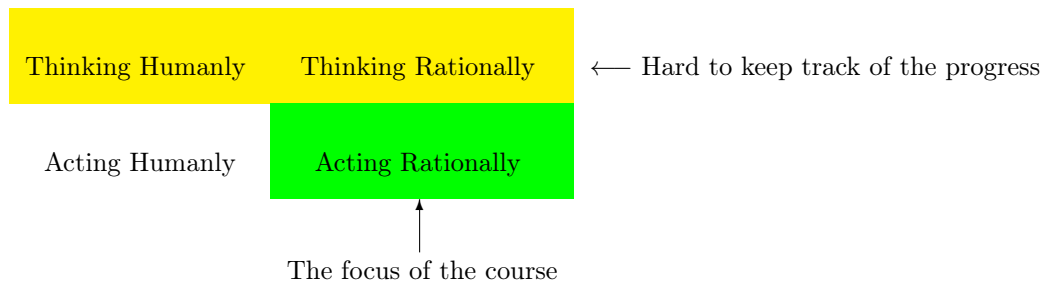 Thinking Humanly Thinking Rationally ⟵ Hard to keep track of the progress
Acting Humanly Acting Rationally
The focus of the course